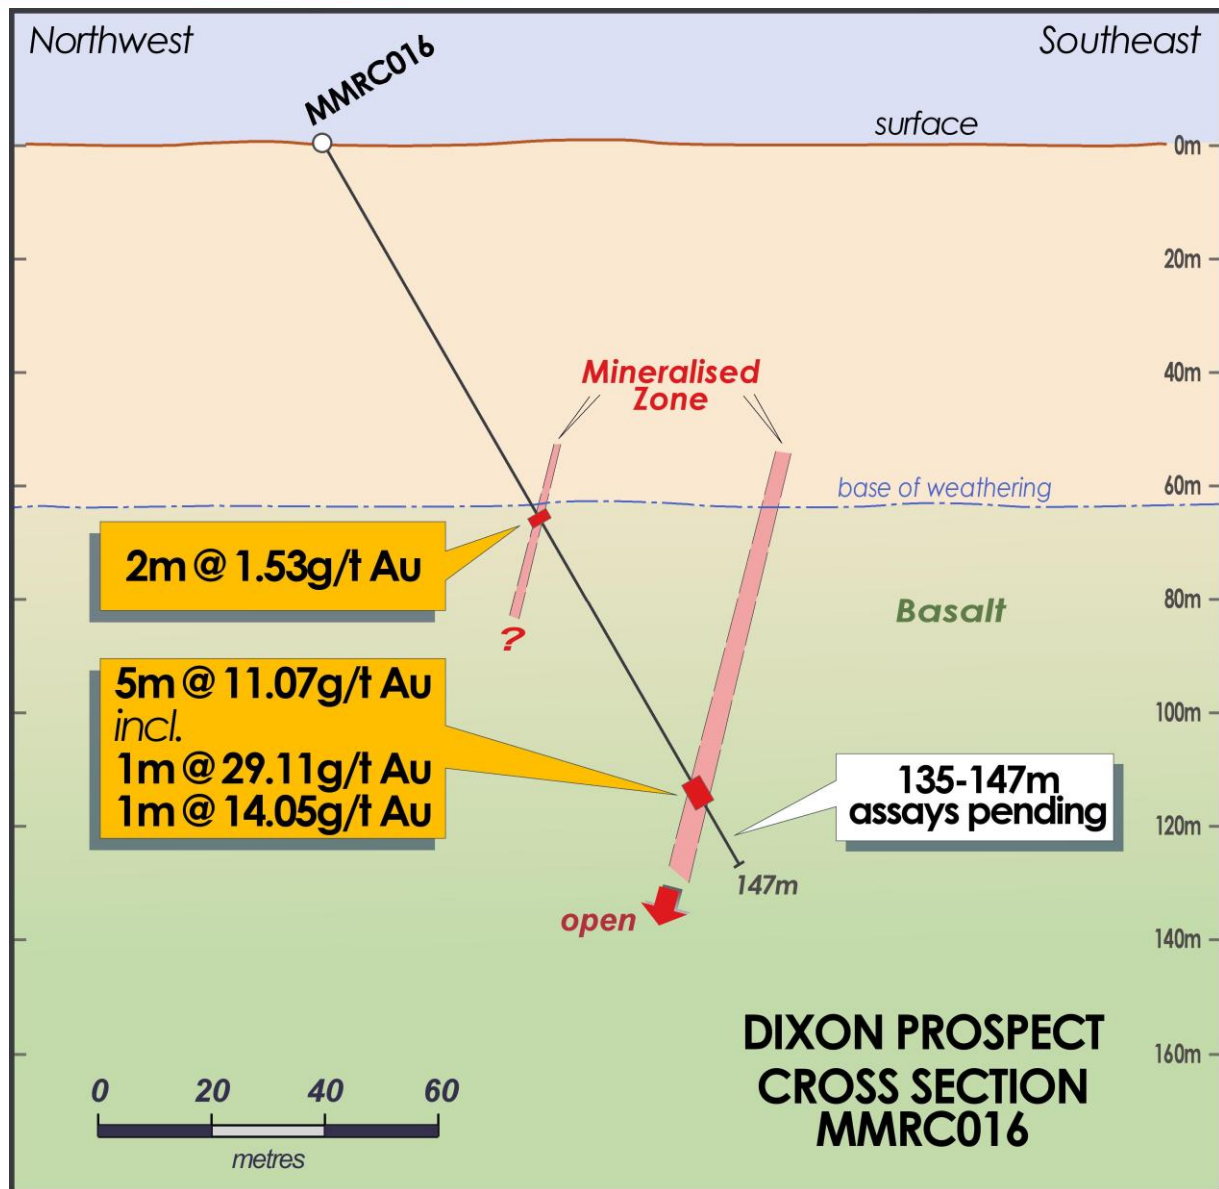 Northwest
Southeast
MMRC016
surface
0m
20m
40m
Mineralised
Zone
base of weathering
60m
2m @ 1.53g/t Au
80m
Basalt
?
5m @ 11.07g/t Au
incl.
1m @ 29.11g/t Au
1m @ 14.05g/t Au
100m
135-147m
assays pending
120m
147m
open
140m
DIXON PROSPECT
CROSS SECTION
MMRC016
160m
0 20 40 60
metres